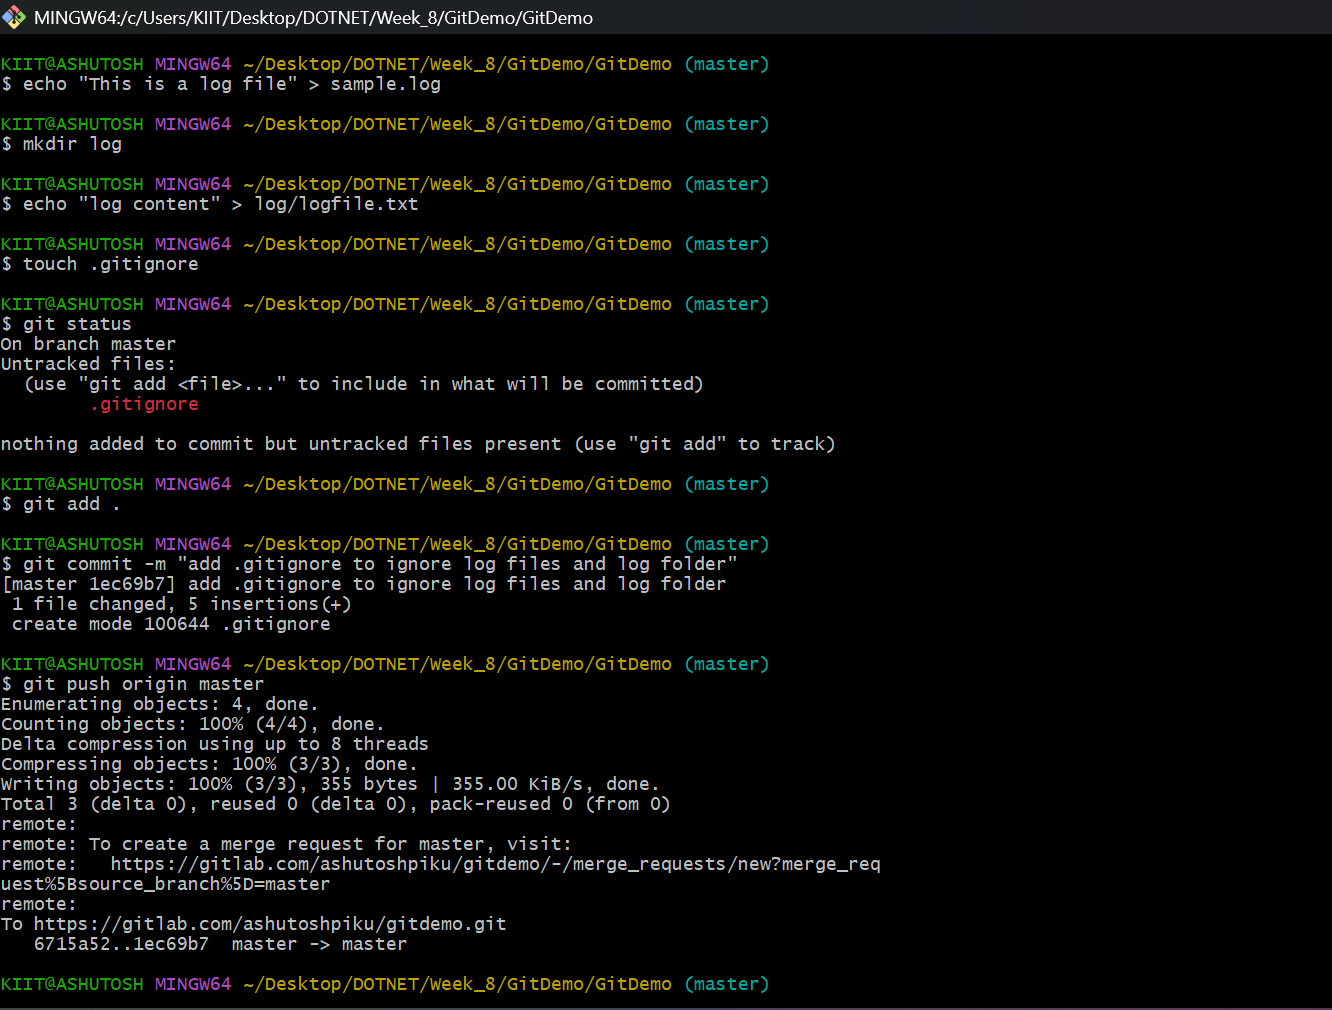 MINGW64:/c/Users/KIIT/Desktop/DOTNET/Week_8/GitDemo/GitDemo
KIIT@ASHUTOSH MINGW64 ~/Desktop/DOTNET/Week_8/GitDemo/GitDemo (master)
$ echo "This is a log file" > sample.log
KIIT@ASHUTOSH MINGW64 ~/Desktop/DOTNET/Week_8/GitDemo/GitDemo (master)
$ mkdir log
KIIT@ASHUTOSH MINGW64 ~/Desktop/DOTNET/Week_8/GitDemo/GitDemo (master)
$ echo "log content" > log/logfile.txt
KIIT@ASHUTOSH MINGW64 ~/Desktop/DOTNET/Week_8/GitDemo/GitDemo (master)
$ touch .gitignore
KIIT@ASHUTOSH MINGW64 ~/Desktop/DOTNET/Week_8/GitDemo/GitDemo (master)
$ git status
On branch master
Untracked files:
  (use "git add <file>..." to include in what will be committed)
        .gitignore
nothing added to commit but untracked files present (use "git add" to track)
KIIT@ASHUTOSH MINGW64 ~/Desktop/DOTNET/Week_8/GitDemo/GitDemo (master)
$ git add .
KIIT@ASHUTOSH MINGW64 ~/Desktop/DOTNET/Week_8/GitDemo/GitDemo (master)
$ git commit -m "add .gitignore to ignore log files and log folder"
[master 1ec69b7] add .gitignore to ignore log files and log folder
 1 file changed, 5 insertions(+)
 create mode 100644 .gitignore
KIIT@ASHUTOSH MINGW64 ~/Desktop/DOTNET/Week_8/GitDemo/GitDemo (master)
$ git push origin master
Enumerating objects: 4, done.
Counting objects: 100% (4/4), done.
Delta compression using up to 8 threads
Compressing objects: 100% (3/3), done.
Writing objects: 100% (3/3), 355 bytes | 355.00 KiB/s, done.
Total 3 (delta 0), reused 0 (delta 0), pack-reused 0 (from 0)
remote:
remote: To create a merge request for master, visit:
remote:   https://gitlab.com/ashutoshpiku/gitdemo/-/merge_requests/new?merge_req
uest%5Bsource_branch%5D=master
remote:
To https://gitlab.com/ashutoshpiku/gitdemo.git
   6715a52..1ec69b7  master -> master
KIIT@ASHUTOSH MINGW64 ~/Desktop/DOTNET/Week_8/GitDemo/GitDemo (master)